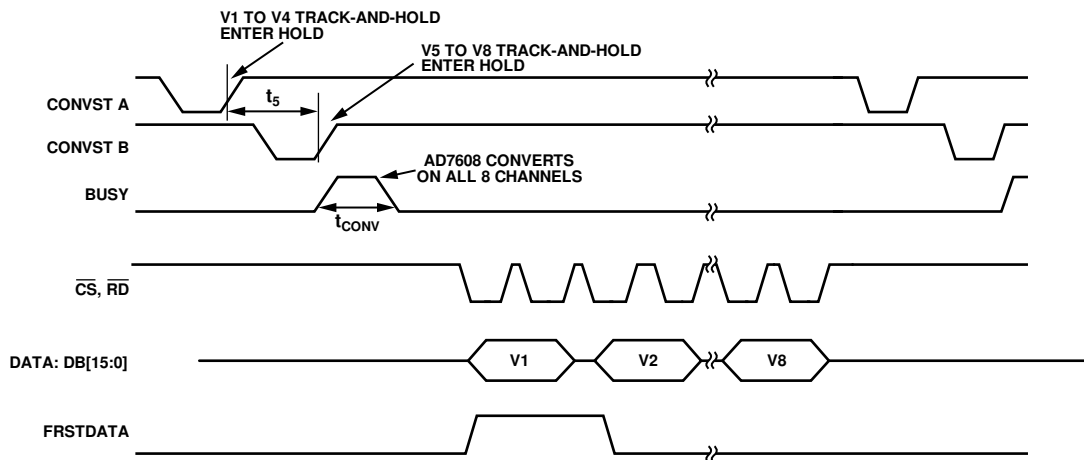 V1 TO V4 TRACK-AND-HOLD
ENTER HOLD
V5 TO V8 TRACK-AND-HOLD
ENTER HOLD
CONVST A
t5
CONVST B
AD7608 CONVERTS
ON ALL 8 CHANNELS
BUSY
tCONV
CS, RD
DATA: DB[15:0]
V1
V2
V8
FRSTDATA